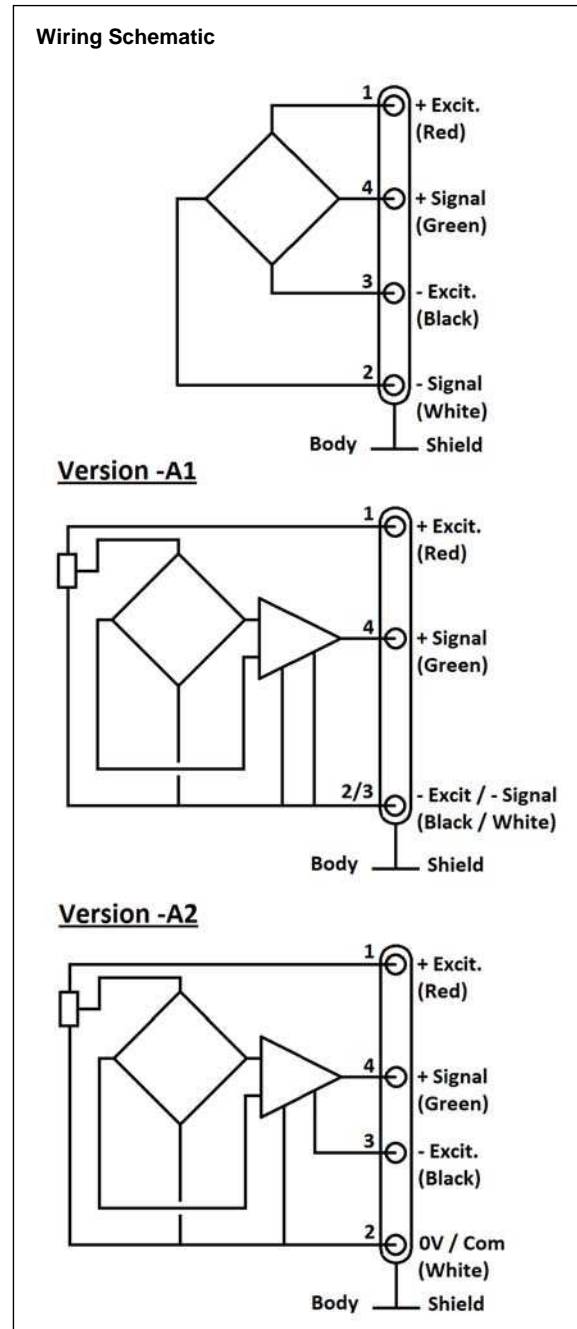 Wiring Schematic
1
+ Excit.
(Red)
4
+ Signal
(Green)
3
- Excit.
(Black)
2
- Signal
(White)
Body Shield
Version -A1
1
+ Excit.
(Red)
4
+ Signal
(Green)
2/3
- Excit / - Signal
(Black / White)
Body Shield
Version -A2
1
+ Excit.
(Red)
4
+ Signal
(Green)
3
- Excit.
(Black)
2
0V / Com
(White)
Body Shield